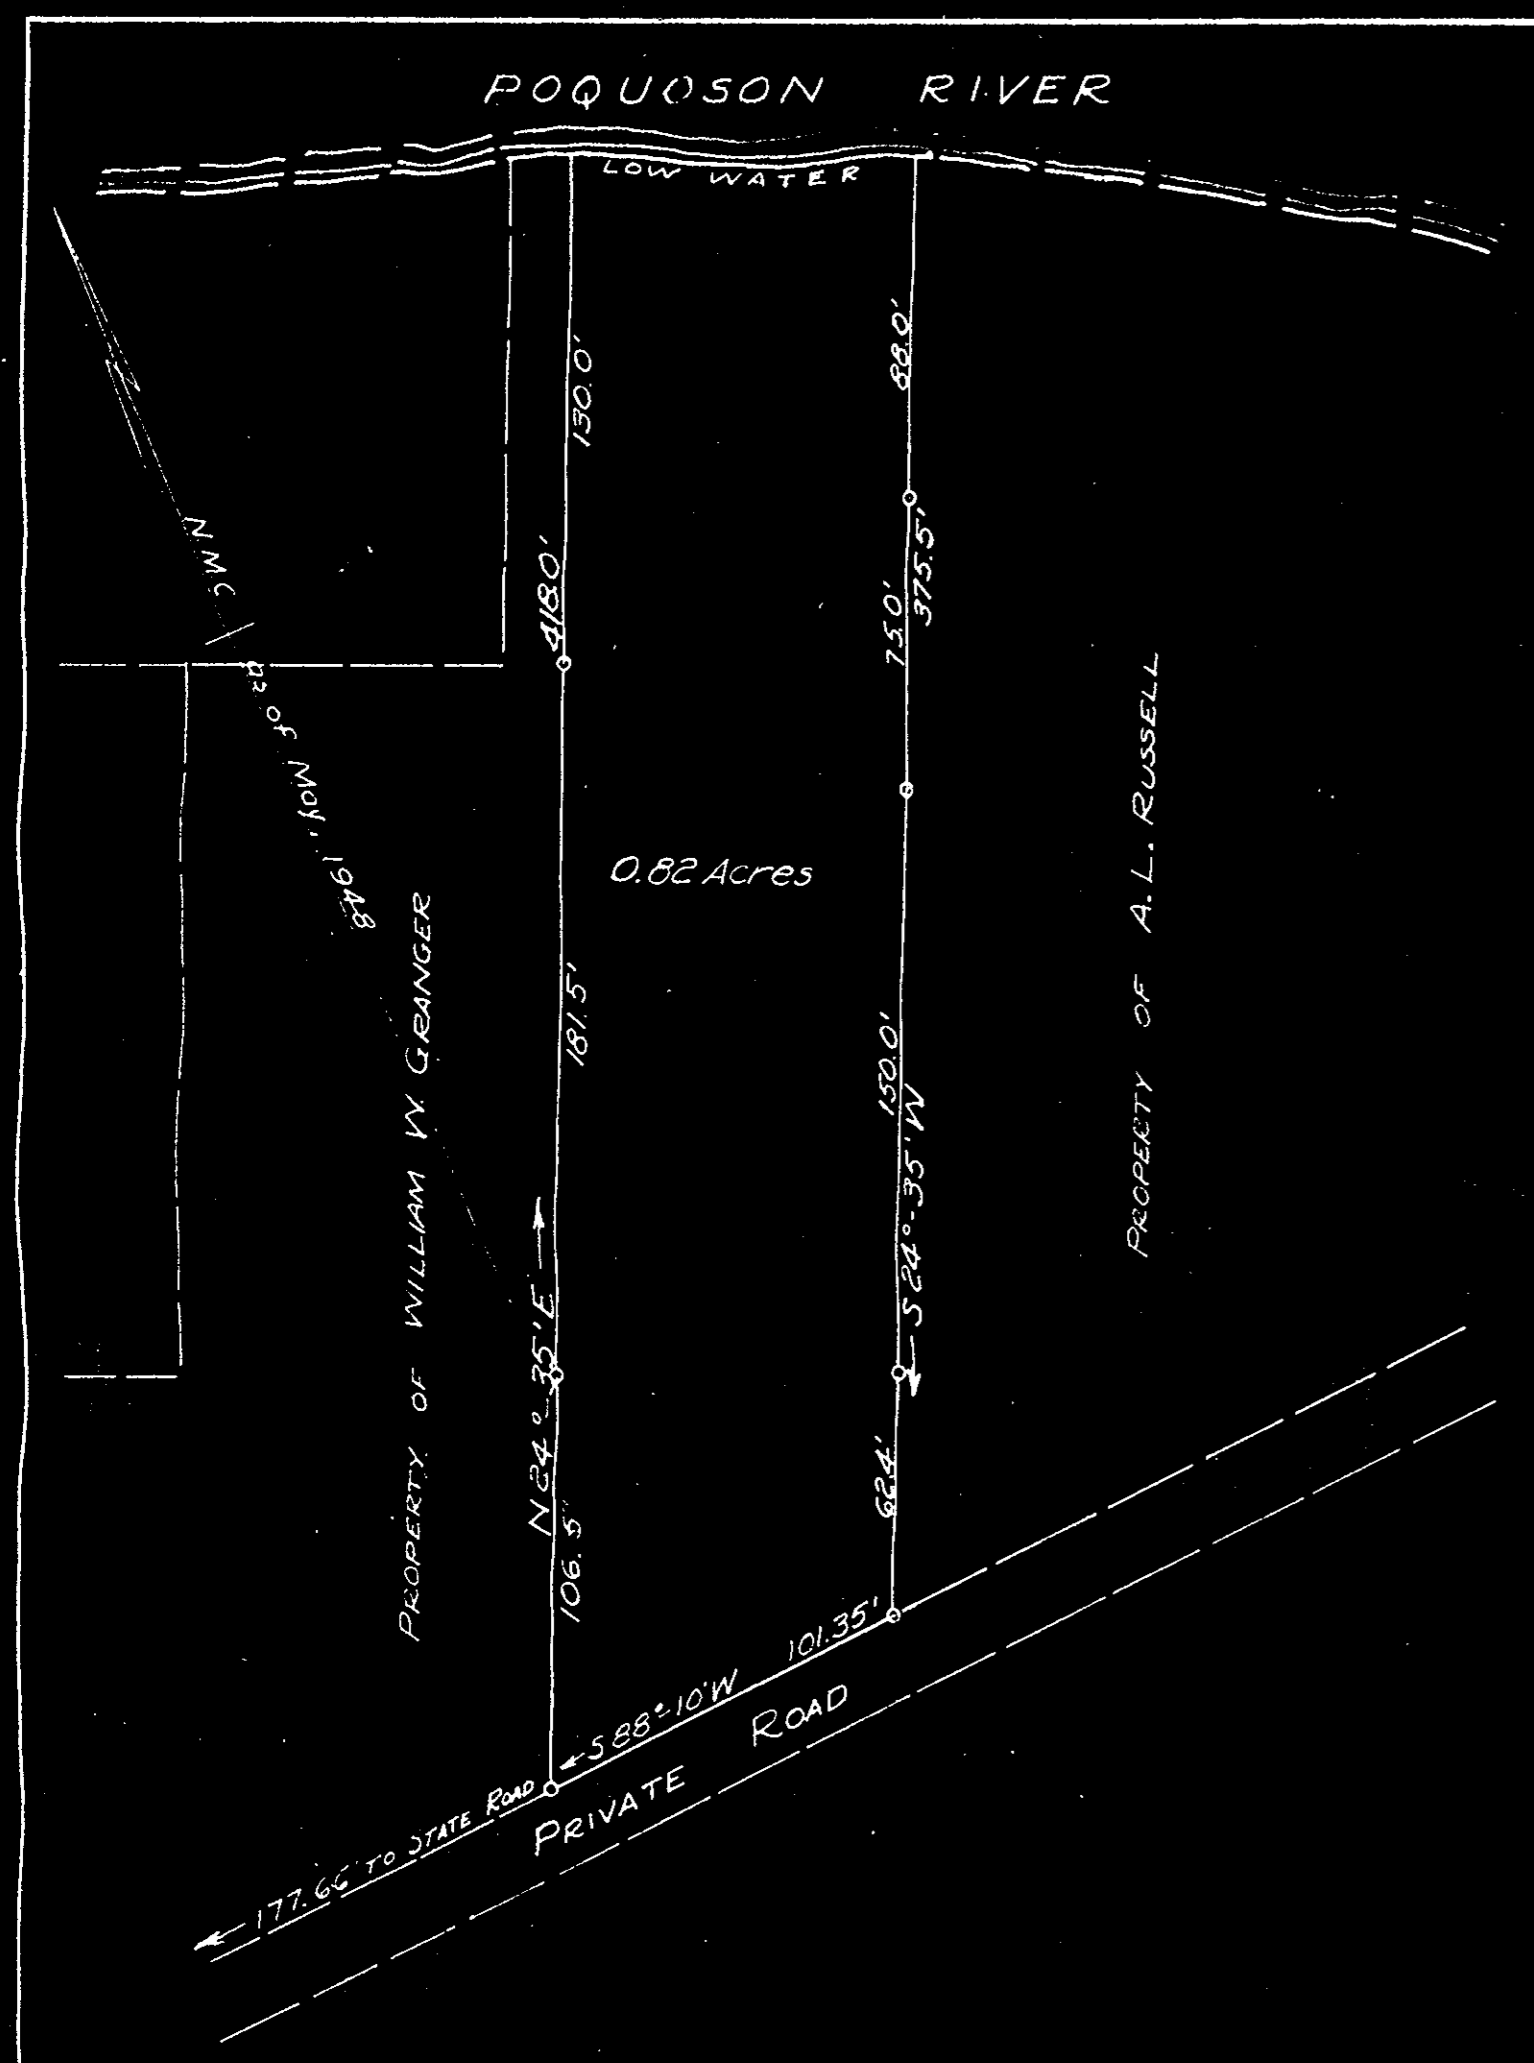 POQUOSON RIVER
LOW WATER
130.0'
88.0'
418.0'
375.5'
75.0'
N.M.C.
as of May, 1948
0.82 Acres
PROPERTY OF WILLIAM W. GRANGER
PROPERTY OF A. L. RUSSELL
181.5'
150.0'
N 24°-35' E
S 24°-35' W
106.5'
62.4'
101.35'
S 88°-10' W
177.66' TO STATE ROAD
PRIVATE ROAD